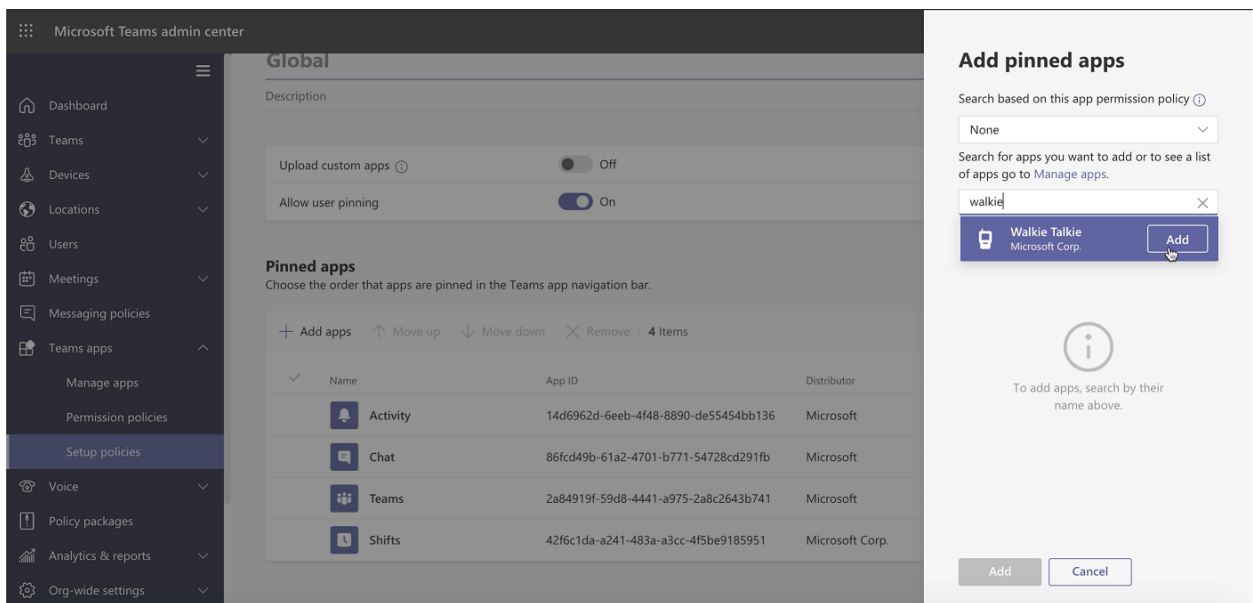 Microsoft Teams admin center
Dashboard
Teams
Devices
Locations
Users
Meetings
Messaging policies
Teams apps
Manage apps
Permission policies
Setup policies
Voice
Policy packages
Analytics & reports
Org-wide settings
Global
Description
Upload custom apps Off
Allow user pinning On
Pinned apps
Choose the order that apps are pinned in the Teams app navigation bar.
Add apps Move up Move down Remove 4 Items
Name App ID Distributor
Activity 14d6962d-6eeb-4f48-8890-de55454bb136 Microsoft
Chat 86fcd49b-61a2-4701-b771-54728cd291fb Microsoft
Teams 2a84919f-59d8-4441-a975-2a8c2643b741 Microsoft
Shifts 42f6c1da-a241-483a-a3cc-4f5be9185951 Microsoft Corp.
Add pinned apps
Search based on this app permission policy
None
Search for apps you want to add or to see a list
of apps go to Manage apps.
walkie
Walkie Talkie
Microsoft Corp.
Add
To add apps, search by their
name above.
Add Cancel